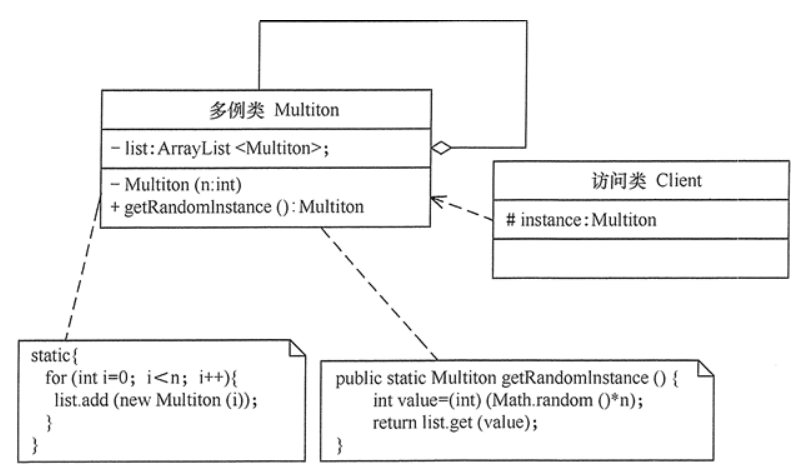 多例类 Multiton
- list:ArrayList <Multiton>;
- Multiton (n:int)
+ getRandomInstance ():Multiton
访问类 Client
# instance:Multiton
static{
for (int i=0; i<n; i++){
list.add (new Multiton (i));
}
}
public static Multiton getRandomInstance () {
int value=(int) (Math.random ()*n);
return list.get (value);
}